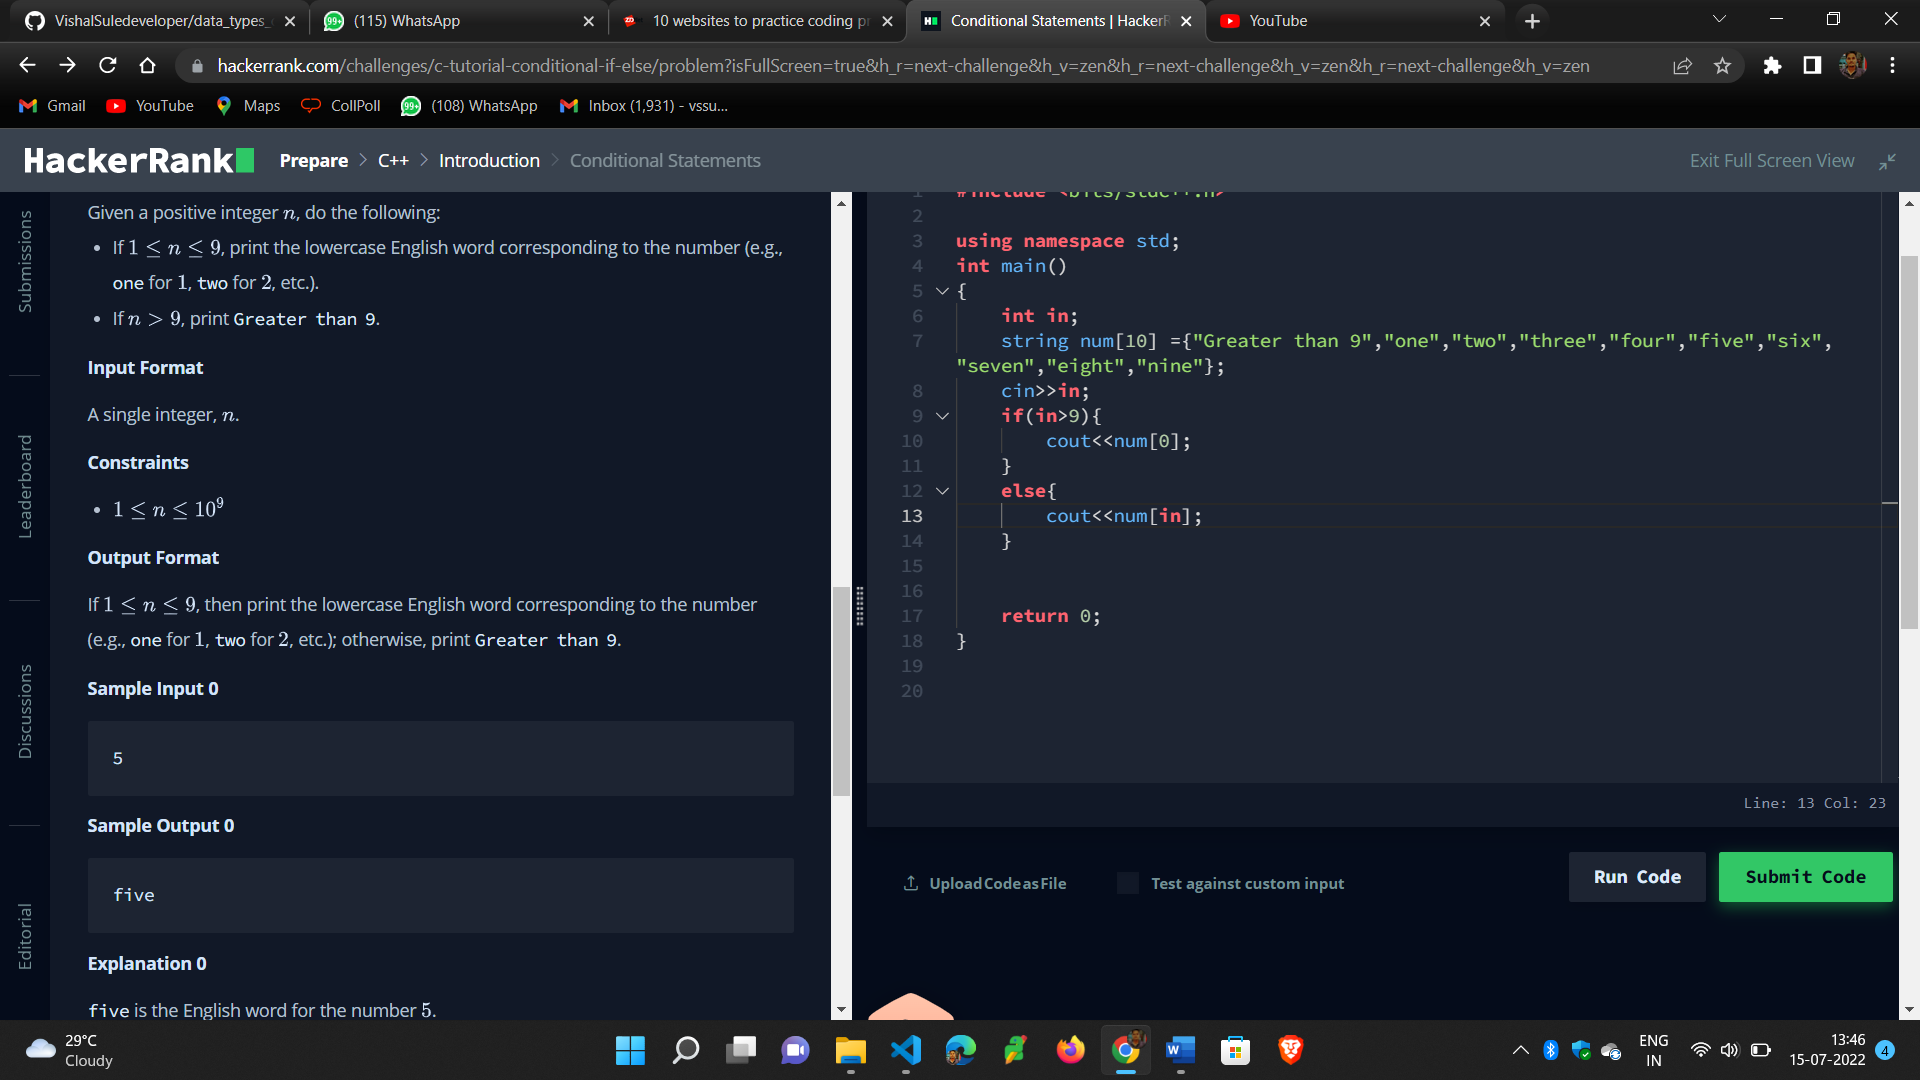 VishalSuledeveloper/data_types_
(115) WhatsApp
10 websites to practice coding pr
Conditional Statements | HackerR
YouTube
hackerrank.com/challenges/c-tutorial-conditional-if-else/problem?isFullScreen=true&h_r=next-challenge&h_v=zen&h_r=next-challenge&h_v=zen&h_r=next-challenge&h_v=zen
Gmail
YouTube
Maps
CollPoll
(108) WhatsApp
Inbox (1,931) - vssu...
HackerRank
Prepare > C++ > Introduction > Conditional Statements
Exit Full Screen View
Submissions
Leaderboard
Discussions
Editorial
Given a positive integer n, do the following:
• If 1 ≤ n ≤ 9, print the lowercase English word corresponding to the number (e.g.,
one for 1, two for 2, etc.).
• If n > 9, print Greater than 9.
Input Format
A single integer, n.
Constraints
• 1 ≤ n ≤ 10⁹
Output Format
If 1 ≤ n ≤ 9, then print the lowercase English word corresponding to the number
(e.g., one for 1, two for 2, etc.); otherwise, print Greater than 9.
Sample Input 0
5
Sample Output 0
five
Explanation 0
five is the English word for the number 5.
1 #include <bits/stdc++.h>
2
3 using namespace std;
4 int main()
5 {
6 int in;
7 string num[10] ={"Greater than 9","one","two","three","four","five","six",
"seven","eight","nine"};
8 cin>>in;
9 if(in>9){
10 cout<<num[0];
11 }
12 else{
13 cout<<num[in];
14 }
15
16
17 return 0;
18 }
19
20
Line: 13 Col: 23
Upload Code as File
Test against custom input
Run Code
Submit Code
29°C
Cloudy
ENG
IN
13:46
15-07-2022
4